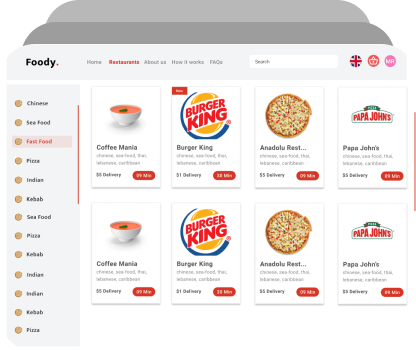 Foody.
Home Restaurants About us How it works FAQs
Search
MR
Chinese
Sea Food
Fast Food
Pizza
Indian
Kebab
Sea Food
Pizza
Kebab
Indian
Indian
Kebab
Pizza
Coffee Mania
chinese, sea-food, thai,
lebanese, caribbean
$5 Delivery 09 Min
New
BURGER
KING
Burger King
chinese, sea-food, thai,
lebanese, caribbean
$1 Delivery 30 Min
Anadolu Rest...
chinese, sea-food, thai,
lebanese, caribbean
$5 Delivery 09 Min
PIZZA
PAPA JOHN'S
Papa John's
chinese, sea-food, thai,
lebanese, caribbean
$5 Delivery 09 Min
Coffee Mania
chinese, sea-food, thai,
lebanese, caribbean
$5 Delivery 09 Min
BURGER
KING
Burger King
chinese, sea-food, thai,
lebanese, caribbean
$1 Delivery 30 Min
Anadolu Rest...
chinese, sea-food, thai,
lebanese, caribbean
$5 Delivery 09 Min
PIZZA
PAPA JOHN'S
Papa John's
chinese, sea-food, thai,
lebanese, caribbean
$5 Delivery 09 Min